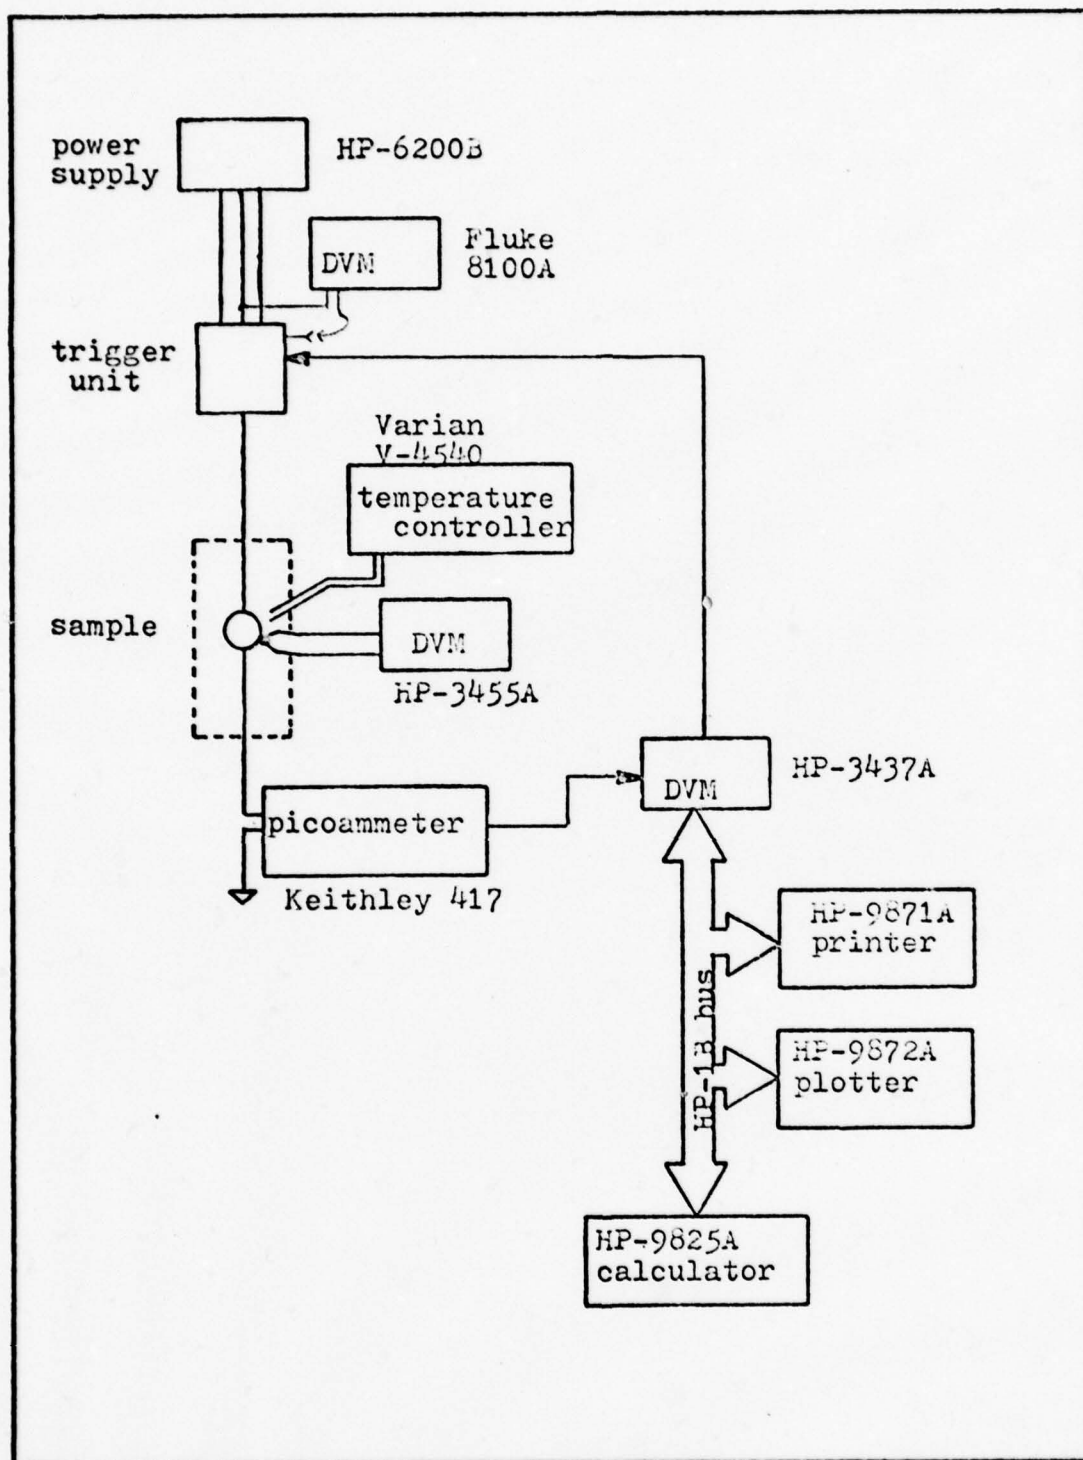 power
supply
HP-6200B
DVM
Fluke
8100A
trigger
unit
Varian
V-4540
temperature
controller
sample
DVM
HP-3455A
DVM
HP-3437A
picoammeter
Keithley 417
HP-9871A
printer
HP-1B bus
HP-9872A
plotter
HP-9825A
calculator